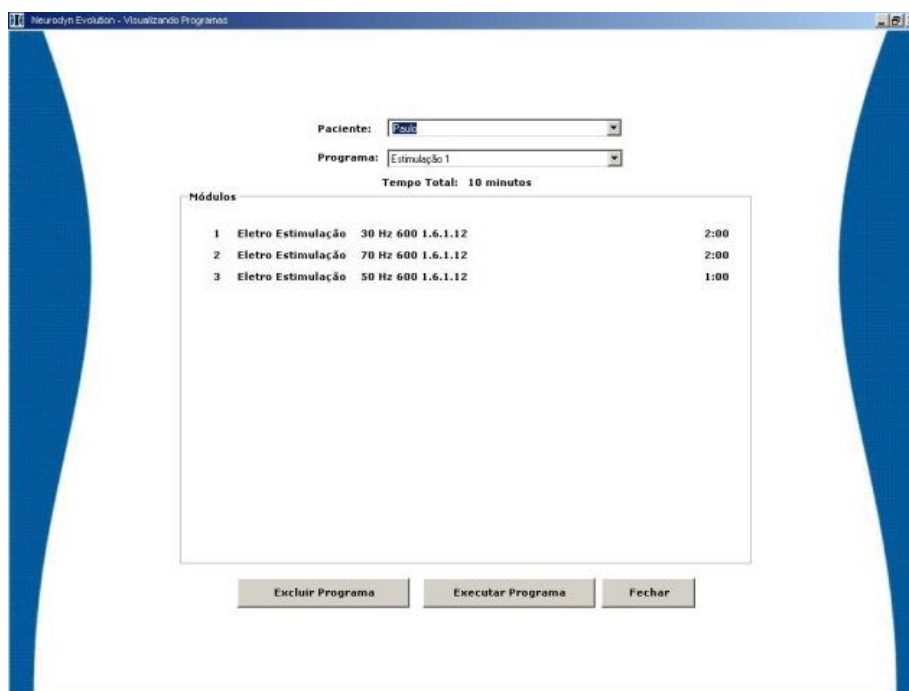 Neurodyn Evolution - Visualizando Programas
Paciente: Paulo
Programa: Estimulação 1
Tempo Total: 10 minutos
Módulos
1 Eletro Estimulação 30 Hz 600 1.6.1.12 2:00
2 Eletro Estimulação 70 Hz 600 1.6.1.12 2:00
3 Eletro Estimulação 50 Hz 600 1.6.1.12 1:00
Excluir Programa Executar Programa Fechar